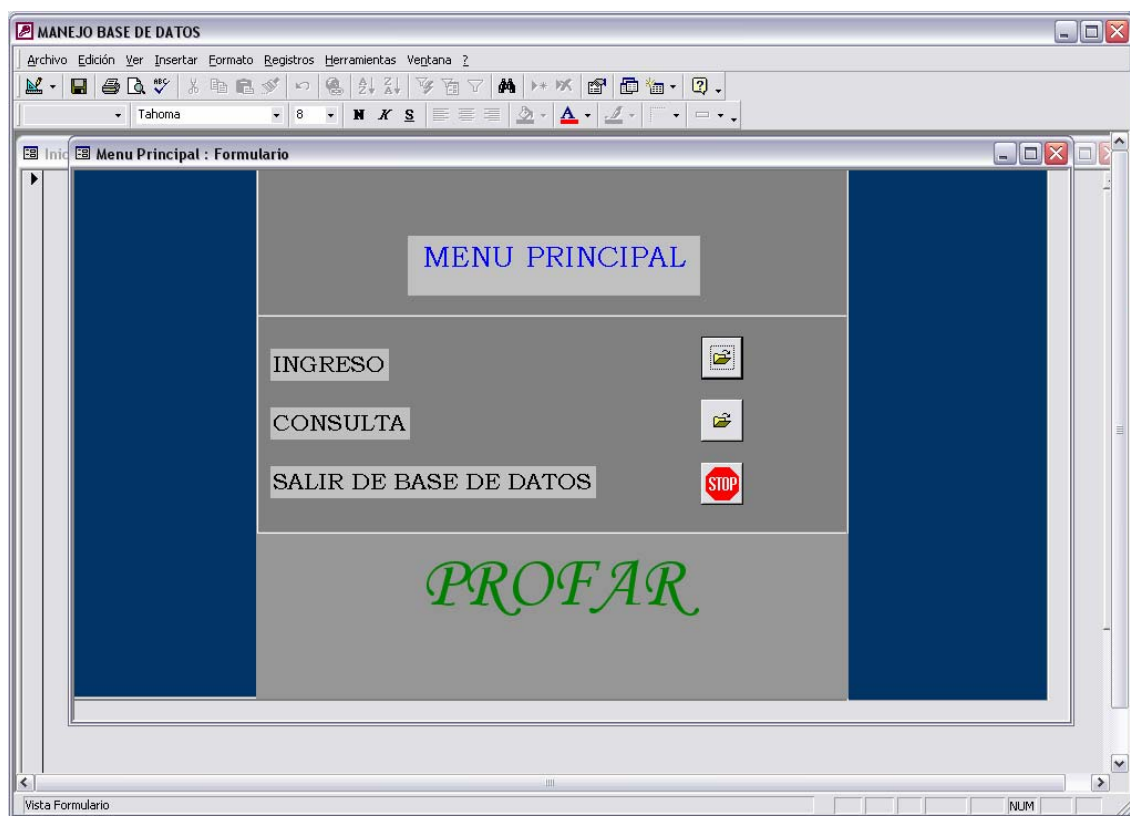 MANEJO BASE DE DATOS
Archivo Edición Ver Insertar Formato Registros Herramientas Ventana ?
Tahoma 8 N K S A
Menu Principal : Formulario
MENU PRINCIPAL
INGRESO
CONSULTA
SALIR DE BASE DE DATOS
STOP
PROFAR
Vista Formulario NUM